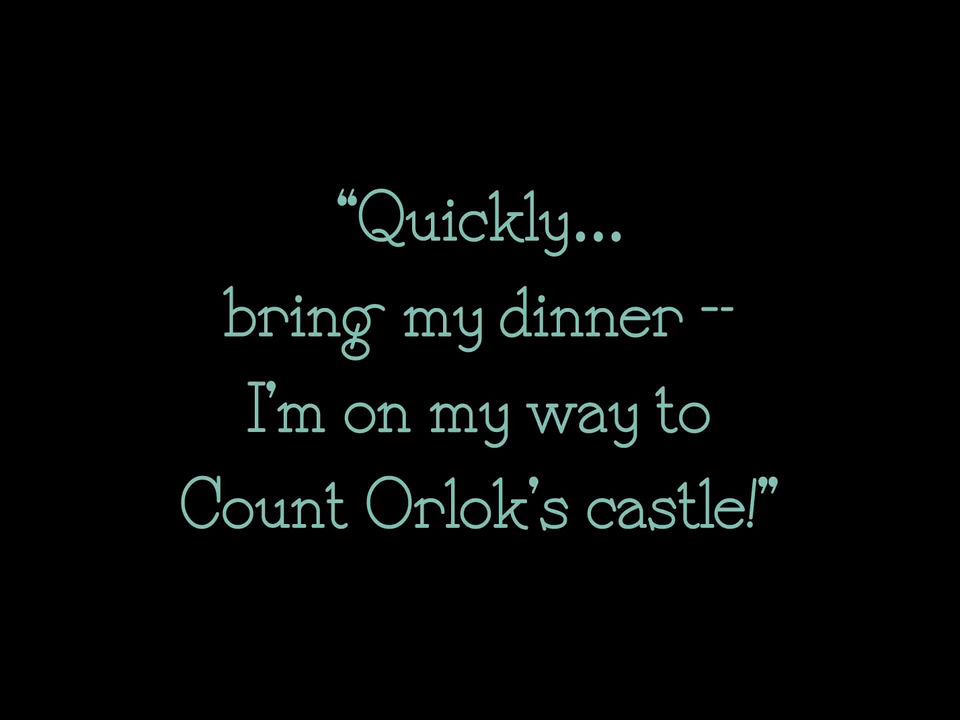 “Quickly...
bring my dinner --
I’m on my way to
Count Orlok’s castle!”